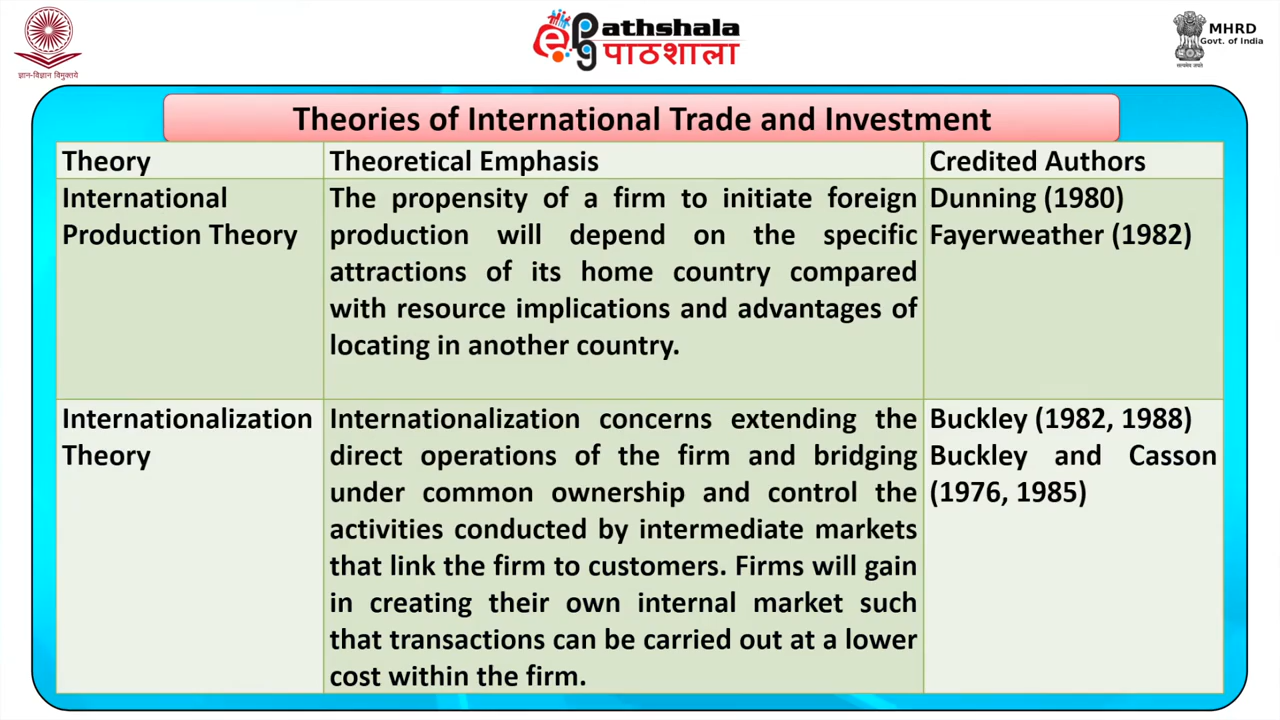 ज्ञान-विज्ञान विमुक्तये
ePathshala
पाठशाला
MHRD
Govt. of India
सत्यमेव जयते
Theories of International Trade and Investment
Theory
Theoretical Emphasis
Credited Authors
International
Production Theory
The propensity of a firm to initiate foreign
production will depend on the specific
attractions of its home country compared
with resource implications and advantages of
locating in another country.
Dunning (1980)
Fayerweather (1982)
Internationalization
Theory
Internationalization concerns extending the
direct operations of the firm and bridging
under common ownership and control the
activities conducted by intermediate markets
that link the firm to customers. Firms will gain
in creating their own internal market such
that transactions can be carried out at a lower
cost within the firm.
Buckley (1982, 1988)
Buckley and Casson
(1976, 1985)